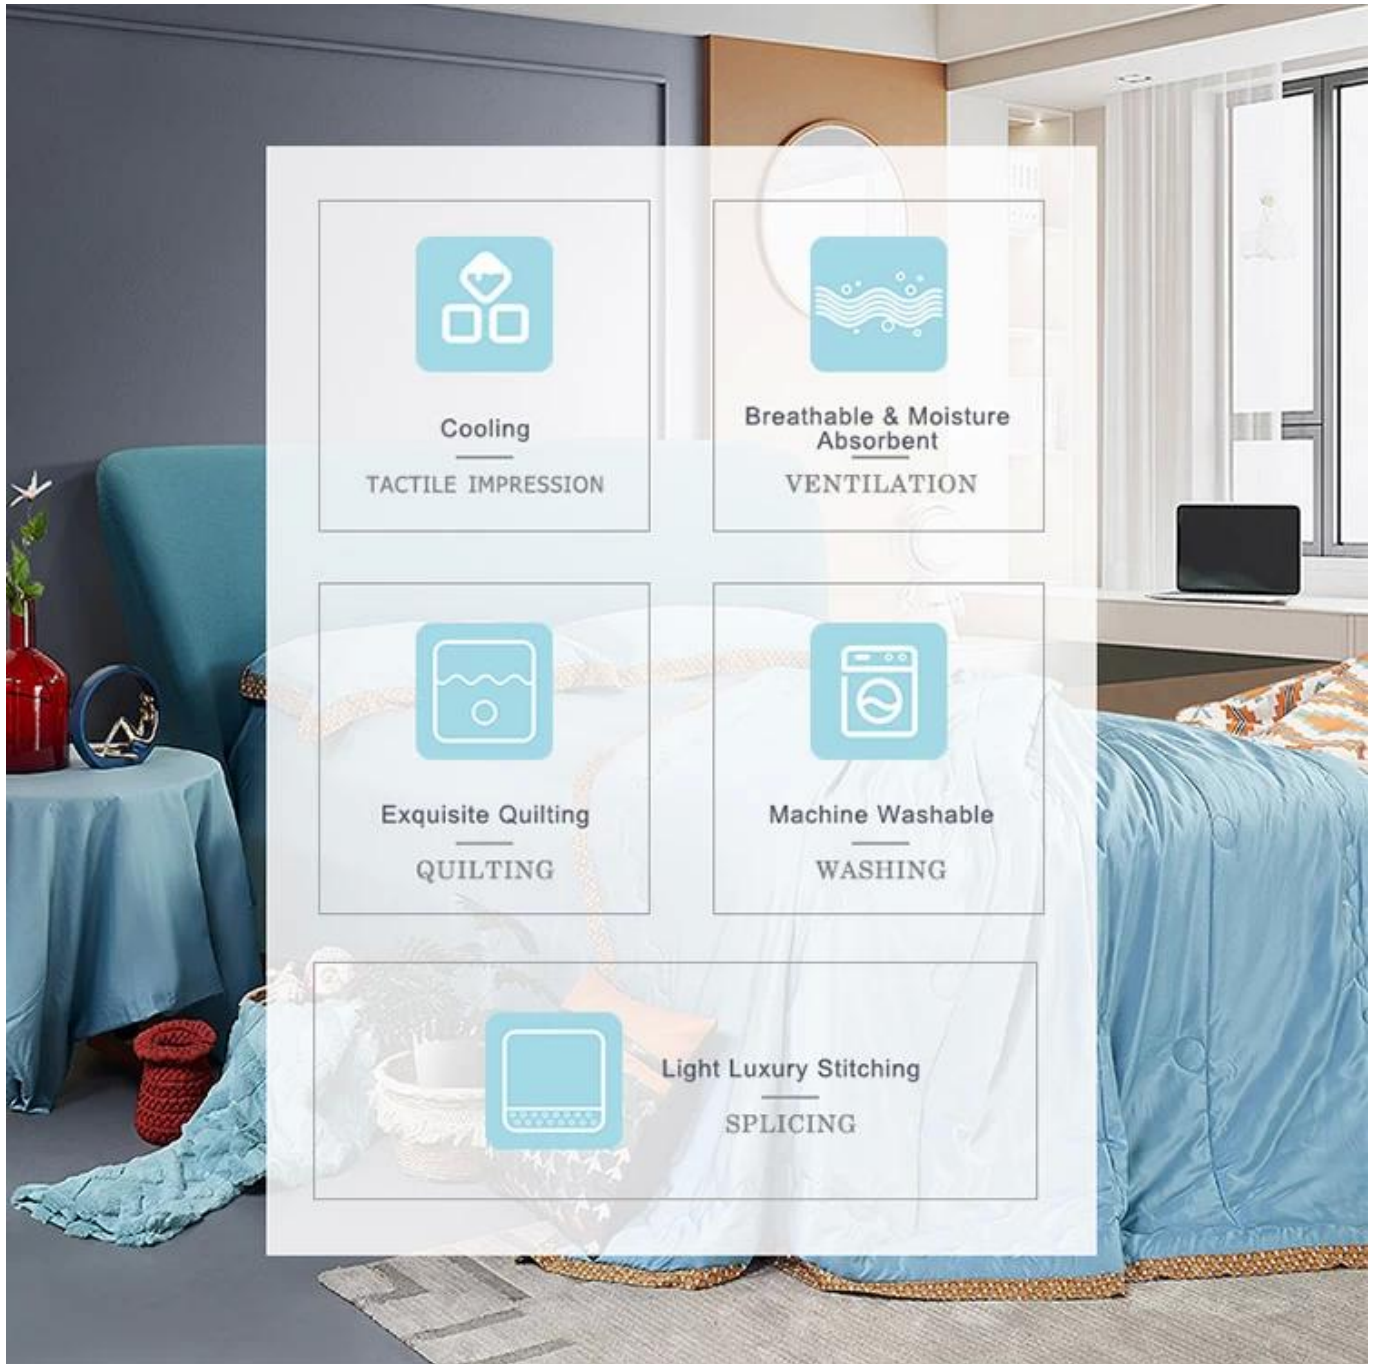 Cooling
TACTILE IMPRESSION
Breathable & Moisture
Absorbent
VENTILATION
Exquisite Quilting
QUILTING
Machine Washable
WASHING
Light Luxury Stitching
SPLICING